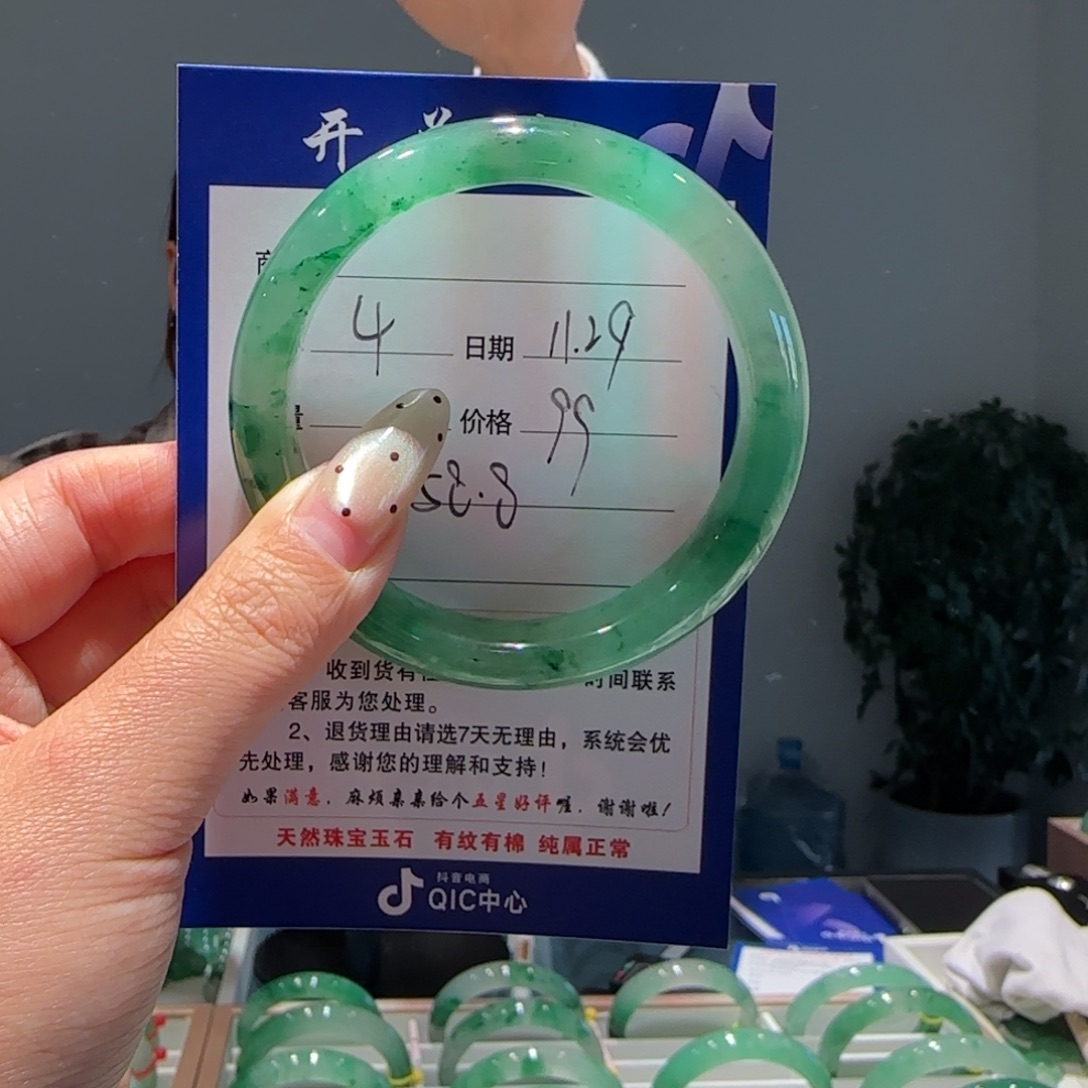 开
4 日期 11.29
价格 99
58.8
收到货有 时间联系
客服为您处理。
2、退货理由请选7天无理由，系统会优
先处理，感谢您的理解和支持！
如果满意，麻烦亲亲给个五星好评喔，谢谢啦！
天然珠宝玉石 有纹有棉 纯属正常
抖音电商
QIC中心